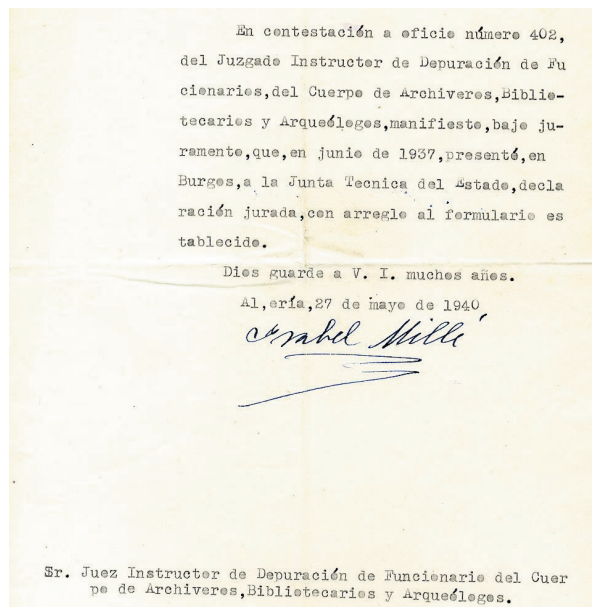 En contestación a oficio número 402,
del Juzgado Instructor de Depuración de Fu
cionarios,del Cuerpo de Archiveros,Biblio-
tecarios y Arqueólogos,manifiesto,bajo ju-
ramento,que,en junio de 1937,presenté,en
Burgos,a la Junta Tecnica del Estado,decla
ración jurada,con arreglo al formulario es
tablecido.
Dios guarde a V. I. muchos años.
Al,ería,27 de mayo de 1940
Isabel Millé
Sr. Juez Instructor de Depuración de Funcionario del Cuer
po de Archiveros,Bibliotecarios y Arqueólogos.